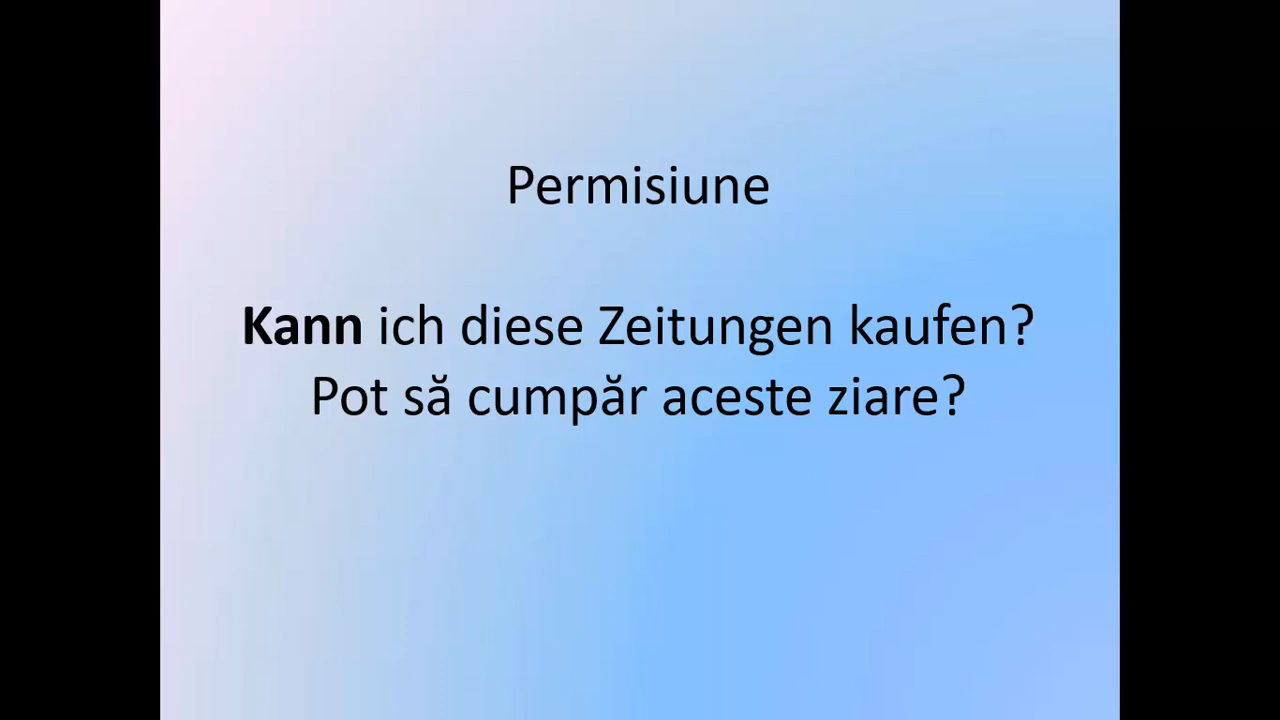 Permisiune
Kann ich diese Zeitungen kaufen?
Pot să cumpăr aceste ziare?